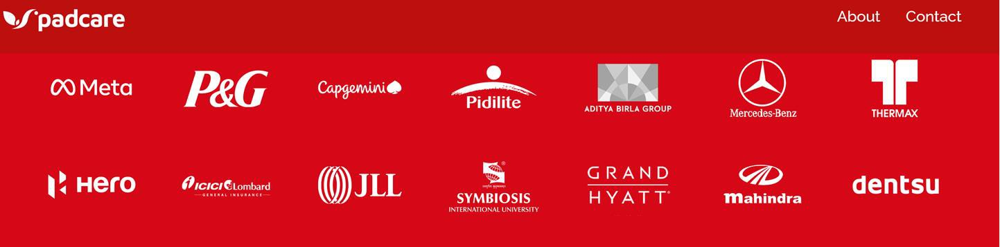 padcare
About Contact
Meta
P&G
Capgemini
Pidilite
ADITYA BIRLA GROUP
Mercedes-Benz
THERMAX
Hero
ICICI Lombard
GENERAL INSURANCE
JLL
SYMBIOSIS
INTERNATIONAL UNIVERSITY
GRAND
HYATT®
mahindra
dentsu